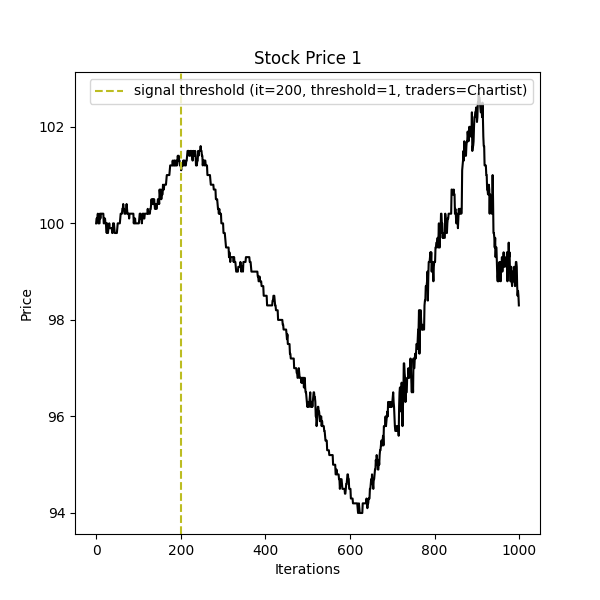 Stock Price 1
signal threshold (it=200, threshold=1, traders=Chartist)
102
100
98
96
94
Price
0 200 400 600 800 1000
Iterations